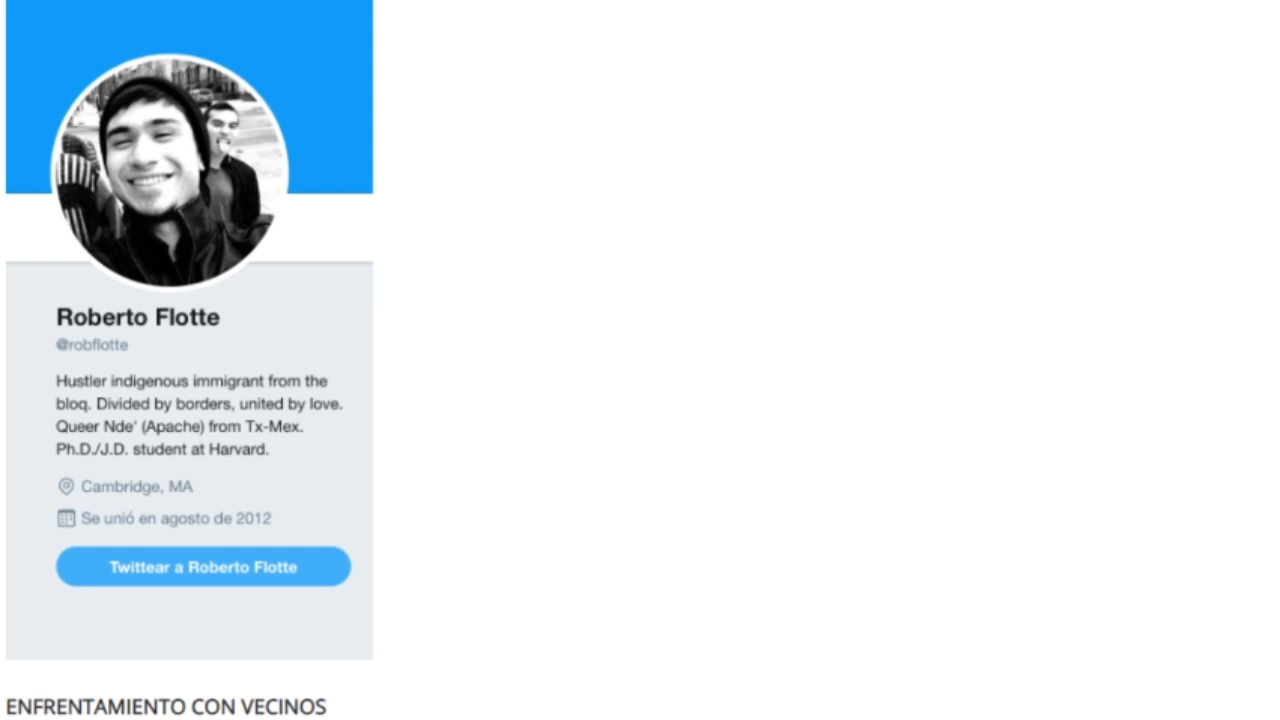 Roberto Flotte
@robflotte
Hustler indigenous immigrant from the
bloq. Divided by borders, united by love.
Queer Nde' (Apache) from Tx-Mex.
Ph.D./J.D. student at Harvard.
Cambridge, MA
Se unió en agosto de 2012
Twittear a Roberto Flotte
ENFRENTAMIENTO CON VECINOS